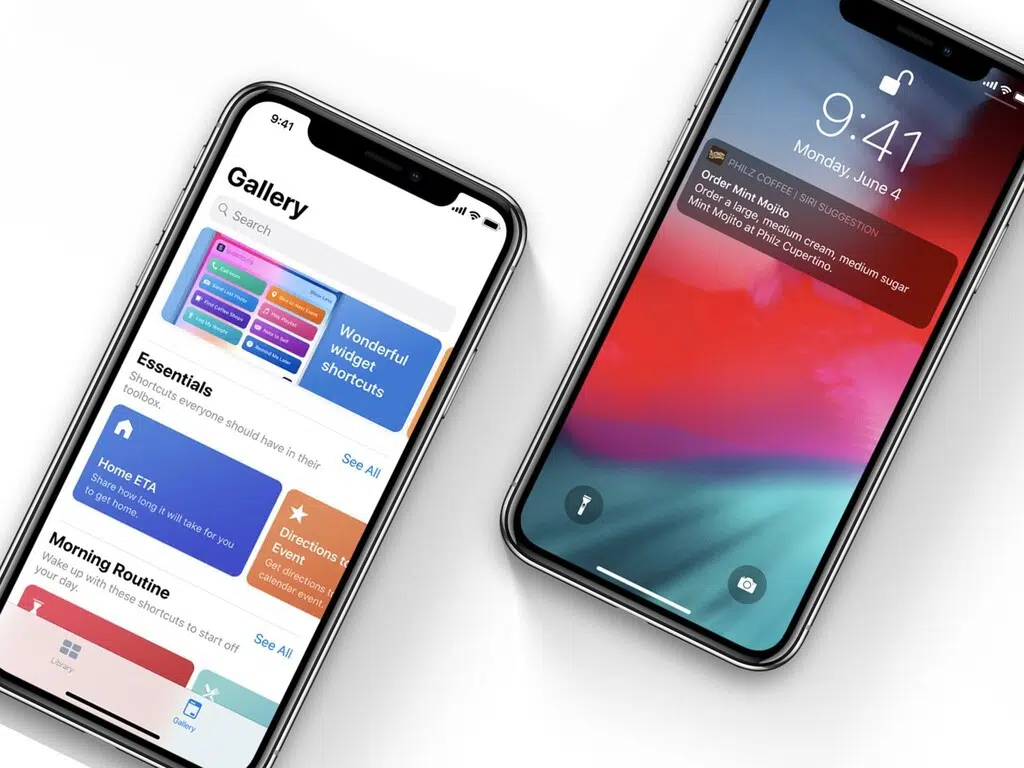 9:41
Gallery
Search
Shortcuts
Show Less
Call Mom
Send Last Photo
Play Playlist
Find Coffee Shops
Note to Self
Log My Weight
Remind Me Later
Wonderful
widget
shortcuts
Essentials
Shortcuts everyone should have in their
toolbox.
See All
Home ETA
Share how long it will take for you
to get home.
Directions to
Event
Get directions
calendar event.
Morning Routine
Wake up with these shortcuts to start off
your day.
See All
Library
Gallery
9:41
Monday, June 4
PHILZ COFFEE | SIRI SUGGESTION
Order Mint Mojito
Order a large, medium cream, medium sugar
Mint Mojito at Philz Cupertino.